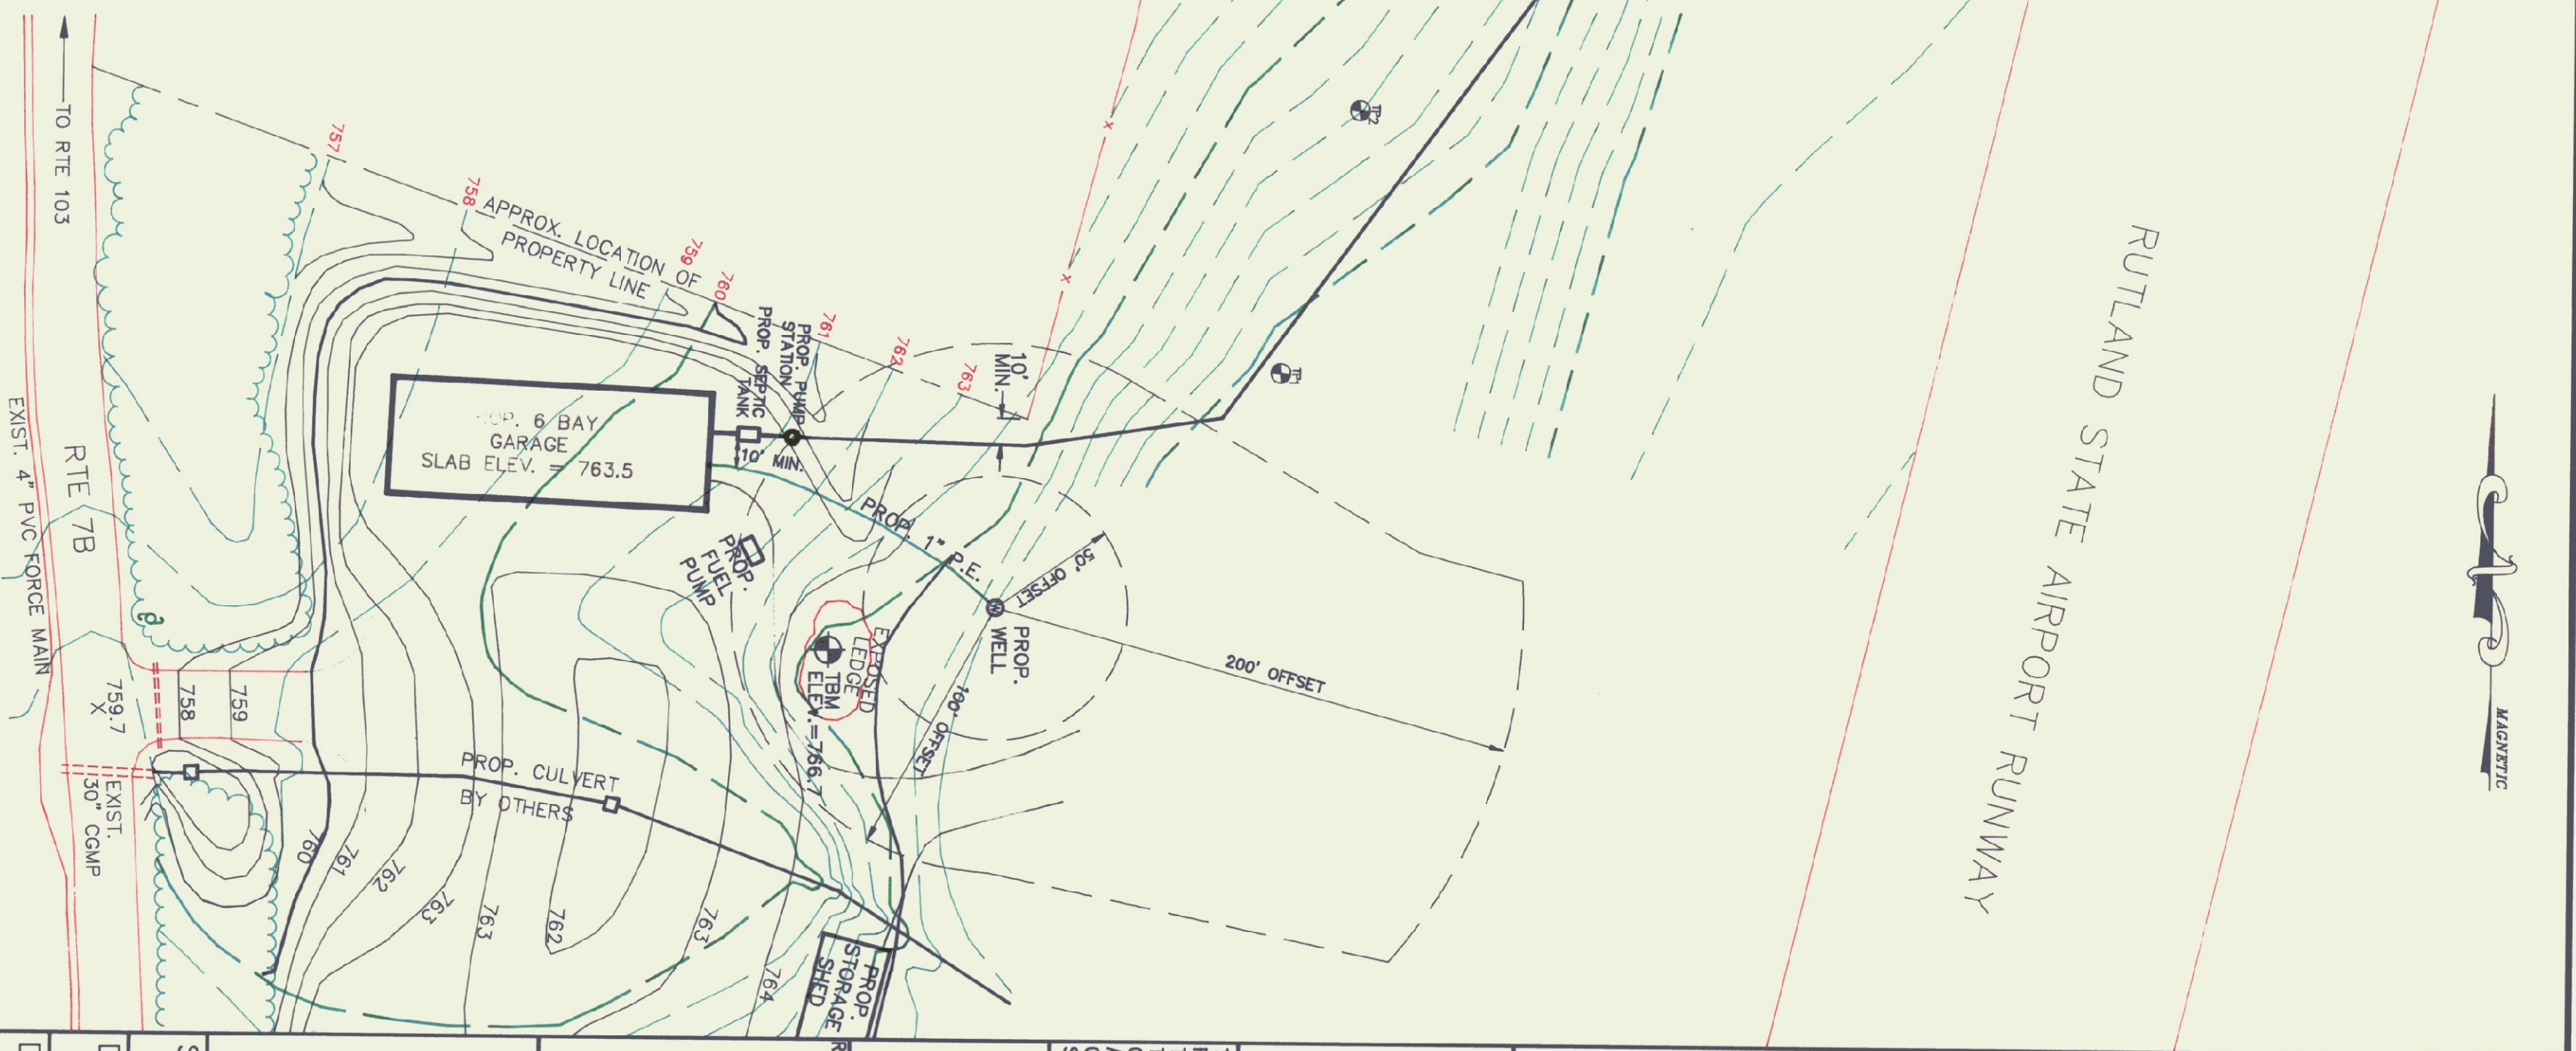 TO RTE 103
RTE 7B
EXIST. 4" PVC FORCE MAIN
757
758
APPROX. LOCATION OF
PROPERTY LINE
759
760
761
762
763
PROP. PUMP
STATION
PROP. SEPTIC
TANK
10'
MIN.
6 BAY
GARAGE
SLAB ELEV. = 763.5
10' MIN.
PROP. 1" P.E.
PROP.
FUEL
PUMP
TP2
TP1
50' OFFSET
PROP.
WELL
200' OFFSET
100' OFFSET
EXPOSED
LEDGE
TBM
ELEV.=766.7
759.7
X
758
759
EXIST.
30" CGMP
PROP. CULVERT
BY OTHERS
760
761
762
763
763
762
763
764
PROP.
STORAGE
SHED
RUTLAND STATE AIRPORT RUNWAY
MAGNETIC